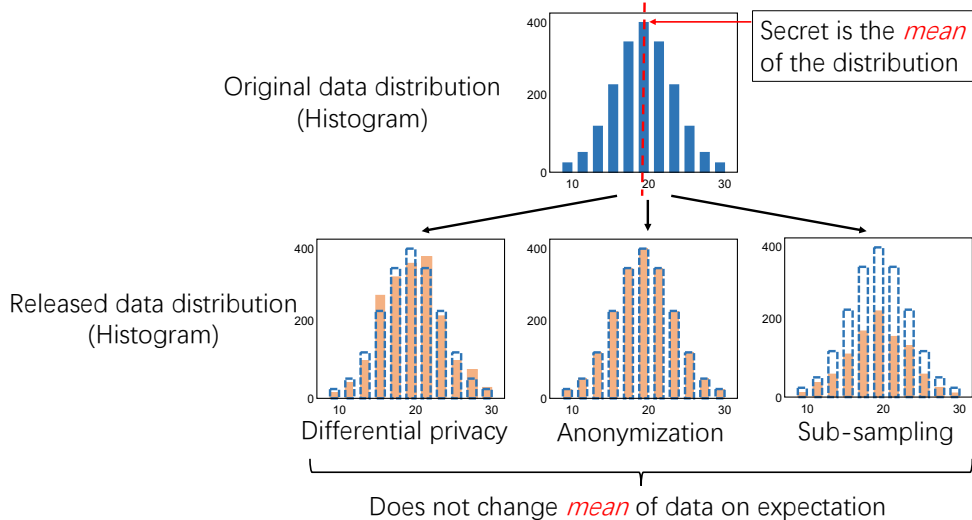 400
200
0
10
20
30
Secret is the mean
of the distribution
Original data distribution
(Histogram)
400
200
0
10
20
30
400
200
0
10
20
30
400
200
0
10
20
30
Released data distribution
(Histogram)
Differential privacy
Anonymization
Sub-sampling
Does not change mean of data on expectation